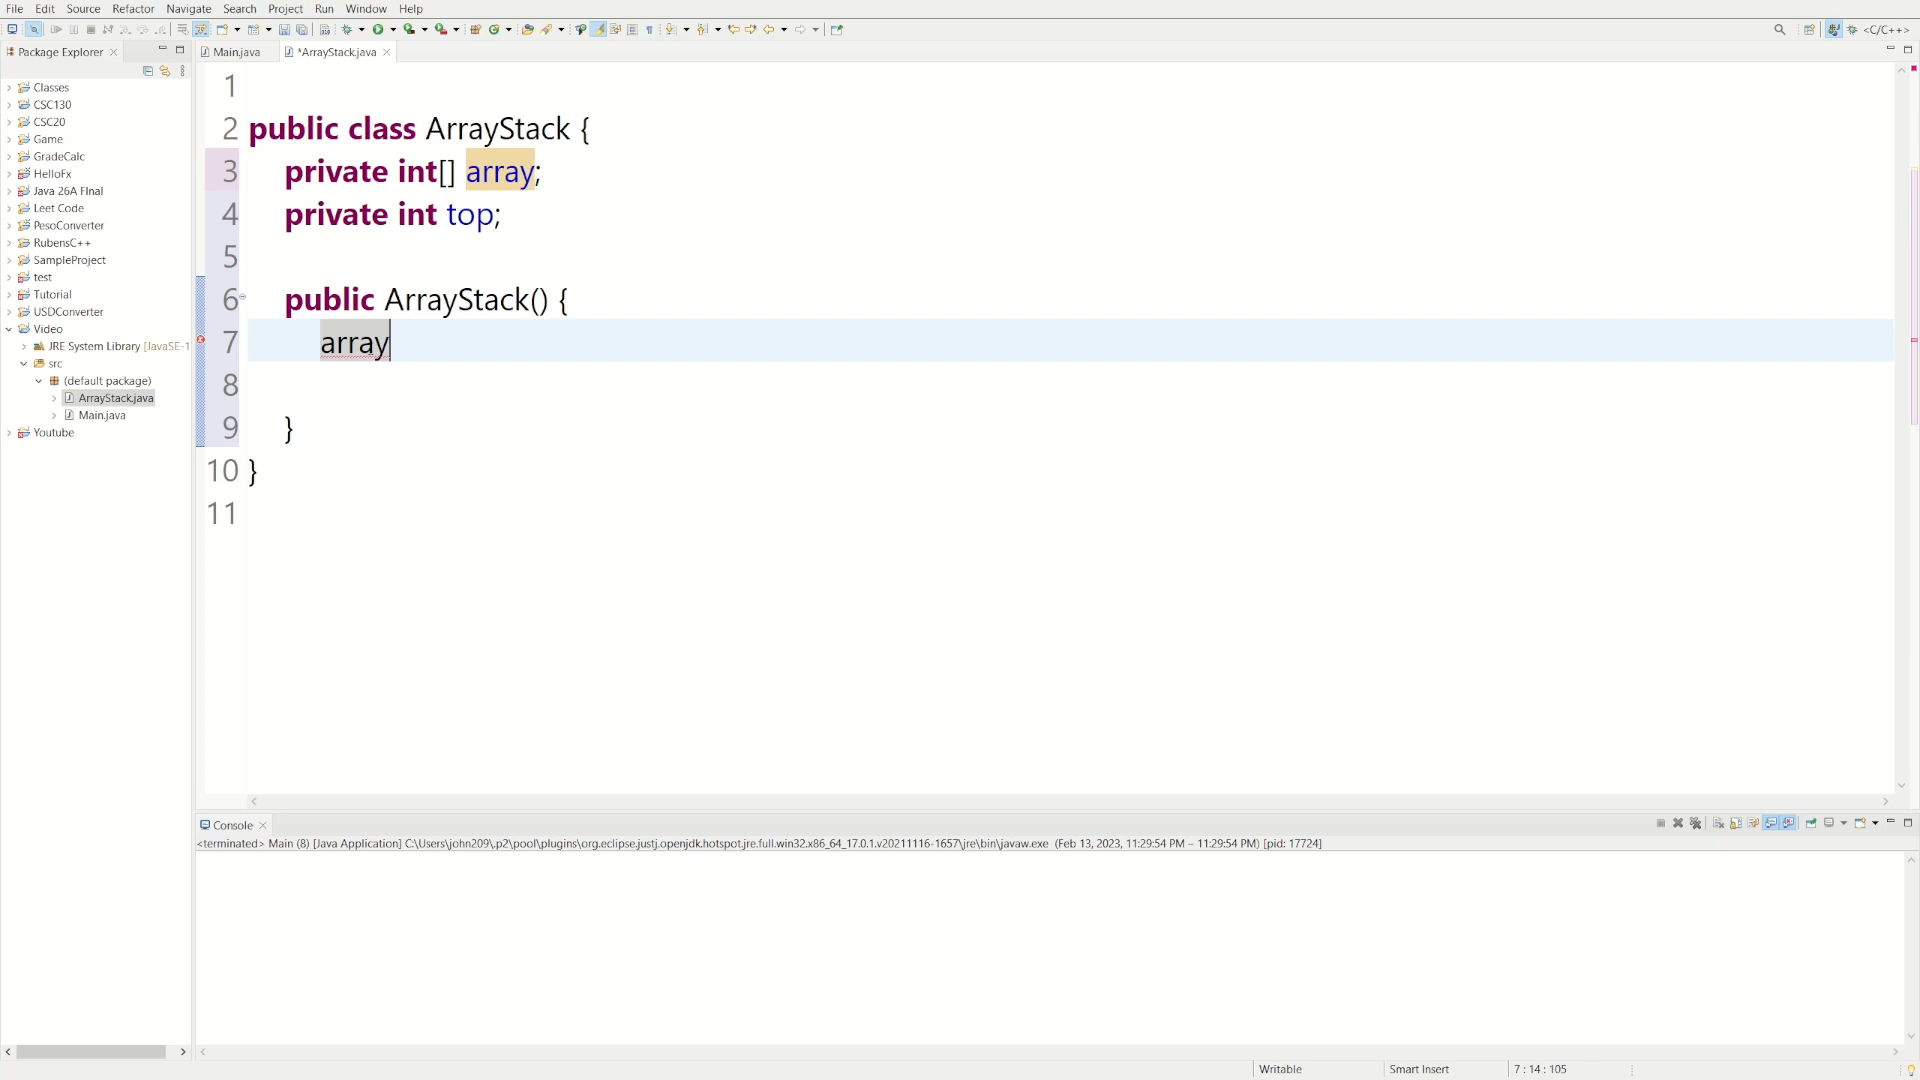 File Edit Source Refactor Navigate Search Project Run Window Help
<C/C++>
Package Explorer
Main.java
*ArrayStack.java
Classes
CSC130
CSC20
Game
GradeCalc
HelloFx
Java 26A FInal
Leet Code
PesoConverter
RubensC++
SampleProject
test
Tutorial
USDConverter
Video
JRE System Library [JavaSE-1
src
(default package)
ArrayStack.java
Main.java
Youtube
1
2 public class ArrayStack {
3 private int[] array;
4 private int top;
5
6 public ArrayStack() {
7 array
8
9 }
10 }
11
Console
<terminated> Main (8) [Java Application] C:\Users\john209\.p2\pool\plugins\org.eclipse.justj.openjdk.hotspot.jre.full.win32.x86_64_17.0.1.v20211116-1657\jre\bin\javaw.exe (Feb 13, 2023, 11:29:54 PM – 11:29:54 PM) [pid: 17724]
Writable Smart Insert 7 : 14 : 105